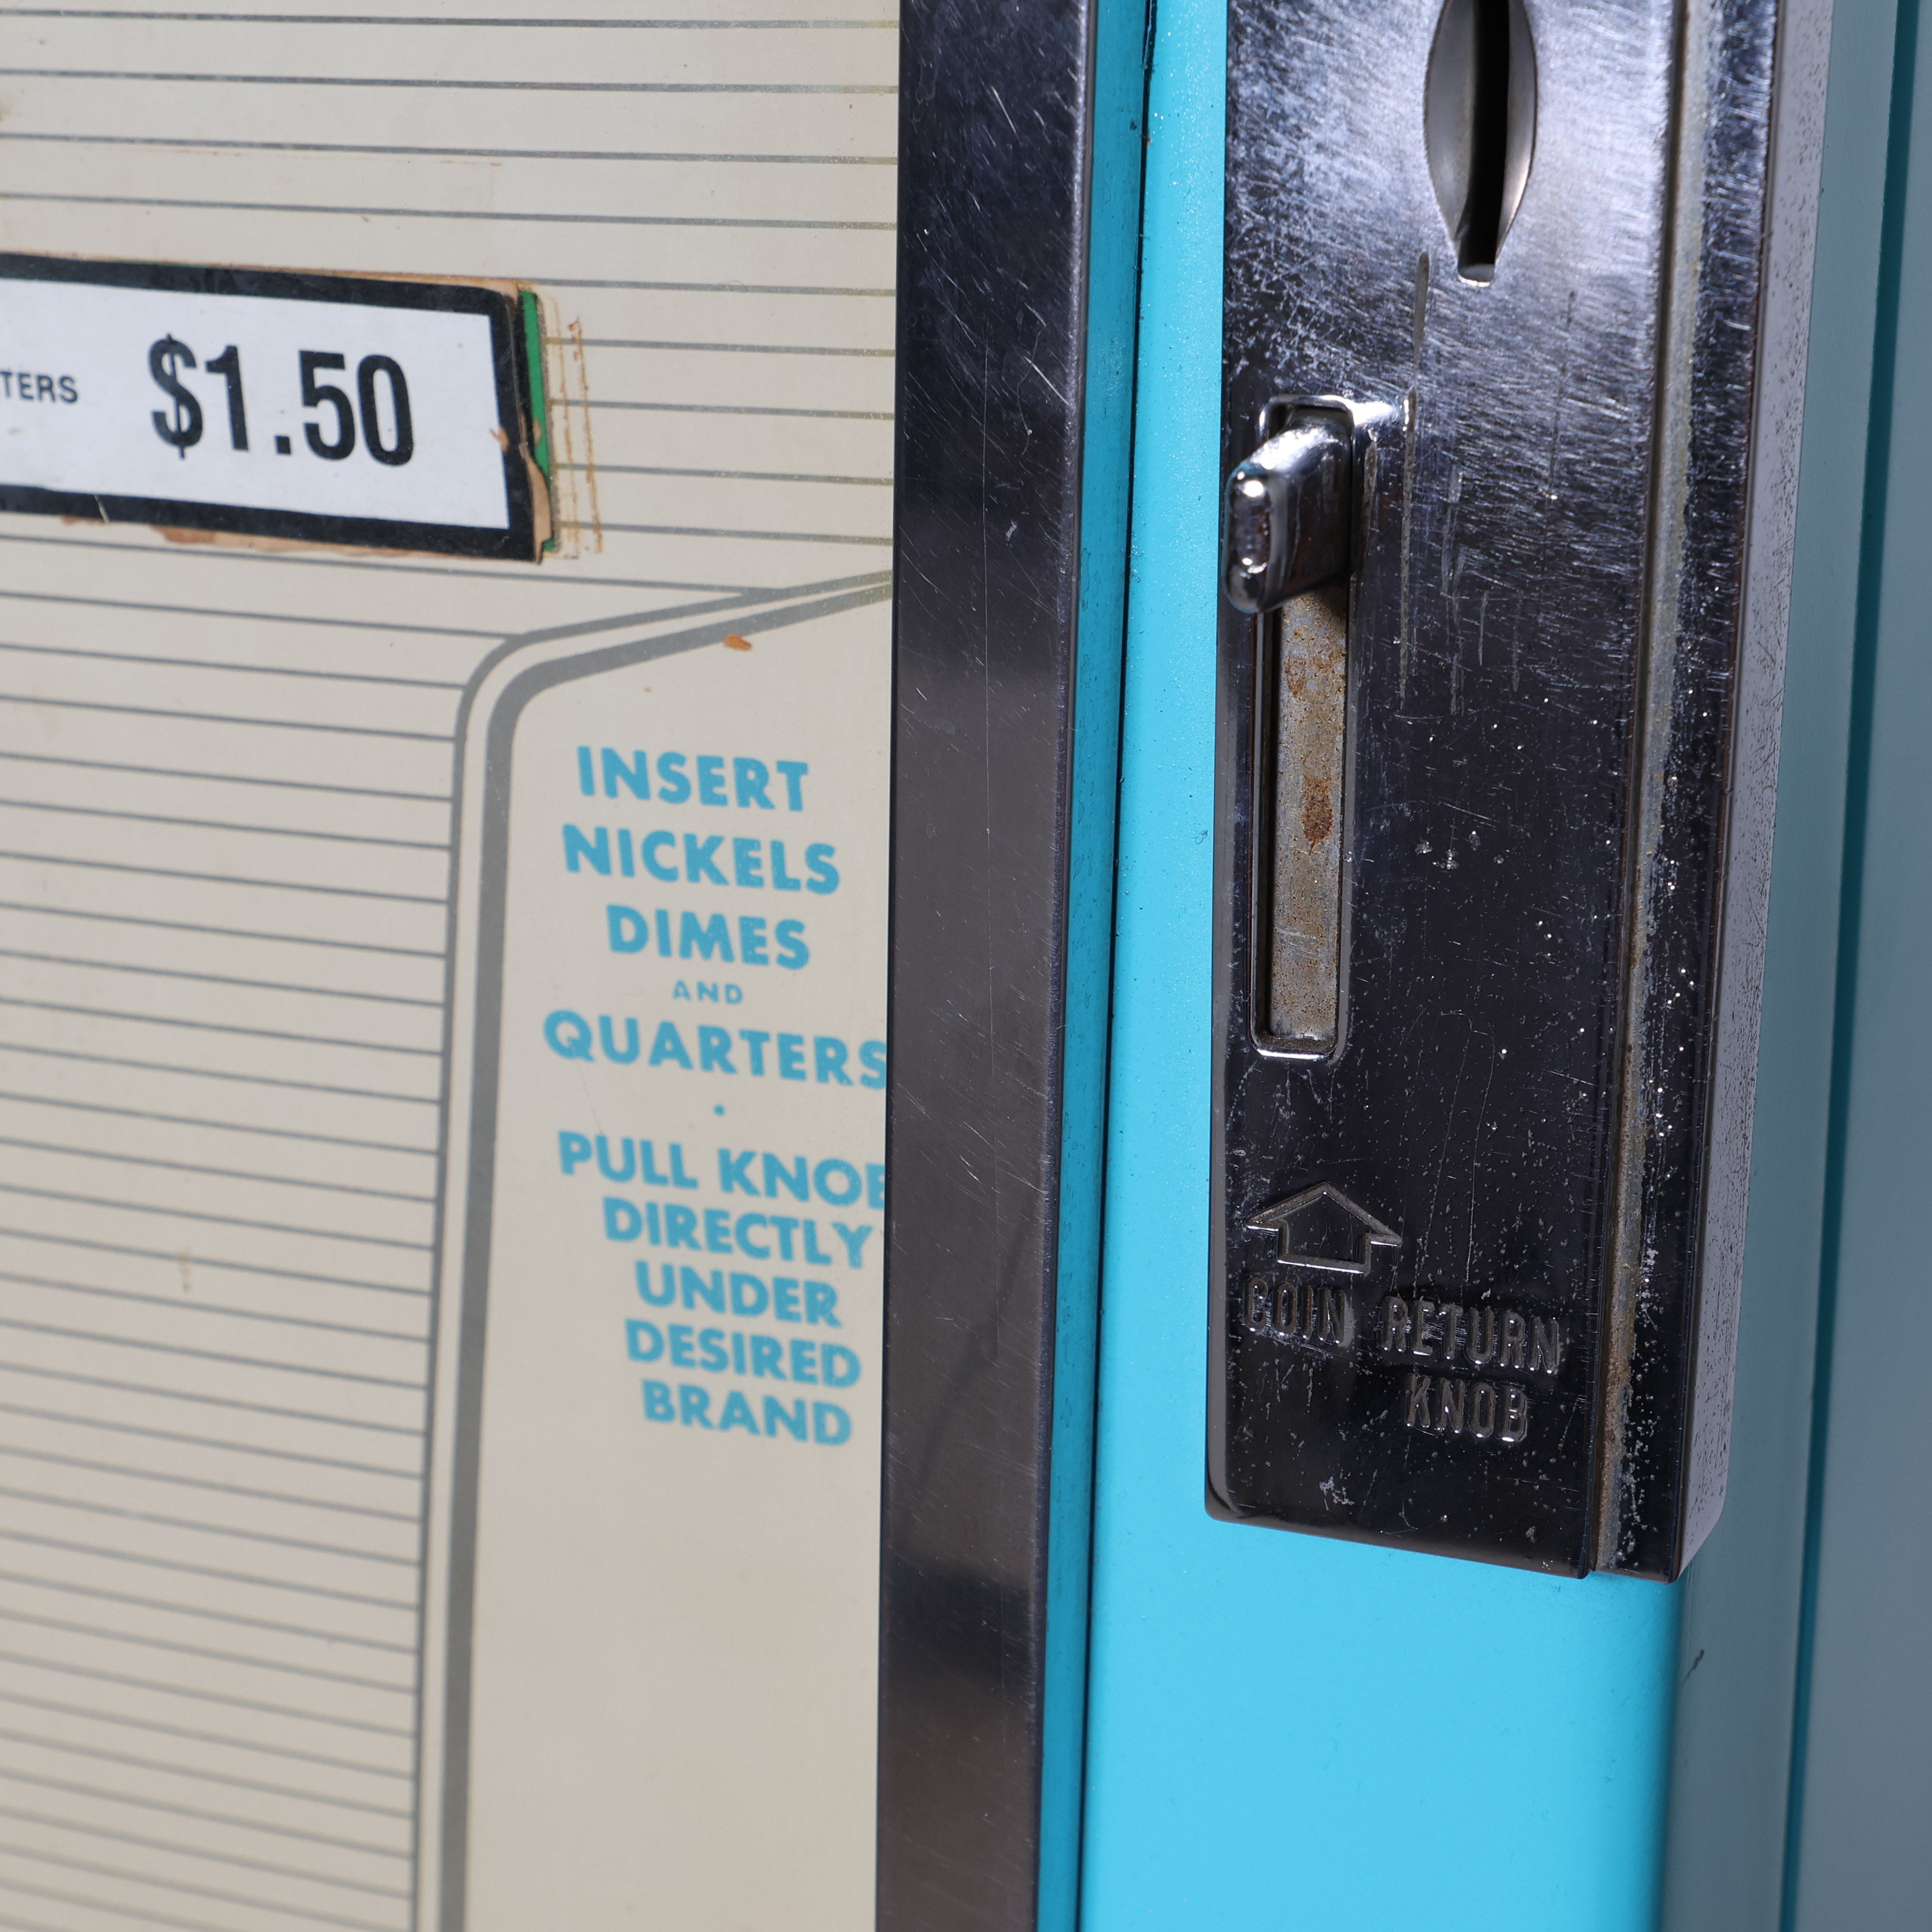 TERS $1.50
INSERT
NICKELS
DIMES
AND
QUARTERS
•
PULL KNOB
DIRECTLY
UNDER
DESIRED
BRAND
COIN RETURN
KNOB